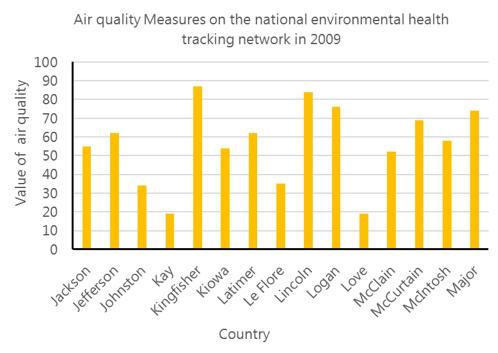 Air quality Measures on the national environmental health
tracking network in 2009
Value of air quality
100
90
80
70
60
50
40
30
20
10
0
Jackson
Jefferson
Johnston
Kay
Kingfisher
Kiowa
Latimer
Le Flore
Lincoln
Logan
Love
McClain
McCurtain
McIntosh
Major
Country